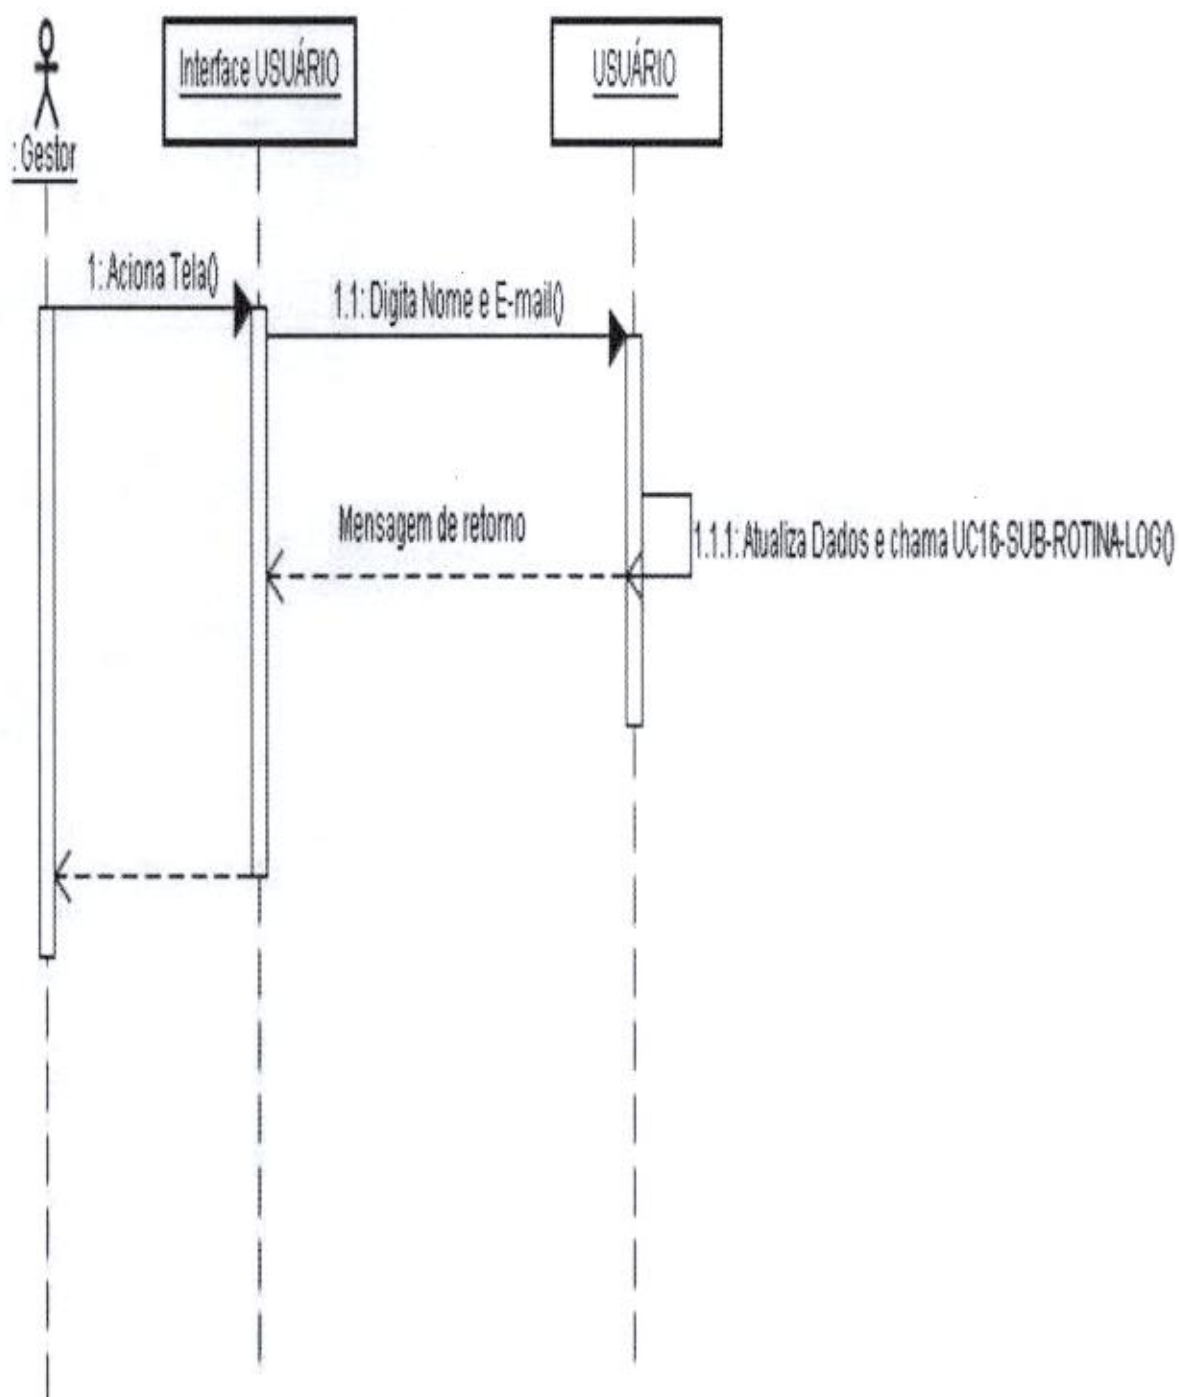 Interface USUÁRIO
USUÁRIO
: Gestor
1: Aciona Tela()
1.1: Digita Nome e E-mail()
Mensagem de retorno
1.1.1: Atualiza Dados e chama UC16-SUB-ROTINA-LOG()